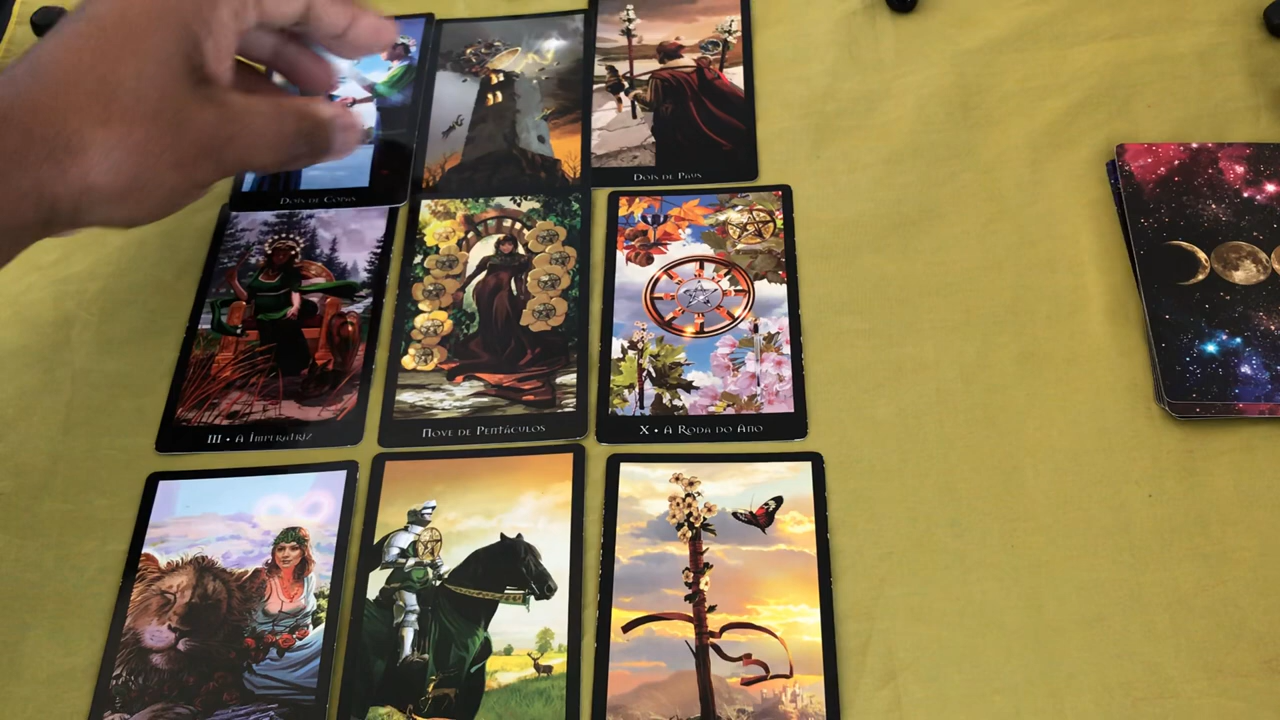 Dois de Copas
Dois de Paus
III • A Imperatriz
Nove de Pentáculos
X • A Roda do Ano